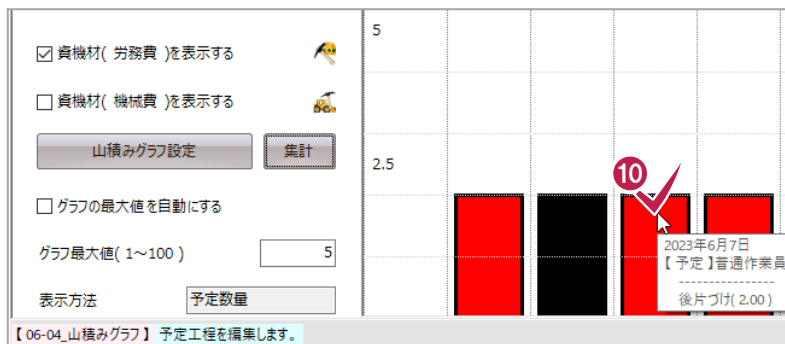 資機材( 労務費 )を表示する
資機材( 機械費 )を表示する
山積みグラフ設定
集計
グラフの最大値を自動にする
グラフ最大値( 1～100 )
5
表示方法
予定数量
5
2.5
10
2023年6月7日
【 予定 】普通作業員
--------------
後片づけ( 2.00 )
【 06-04_山積みグラフ 】 予定工程を編集します。